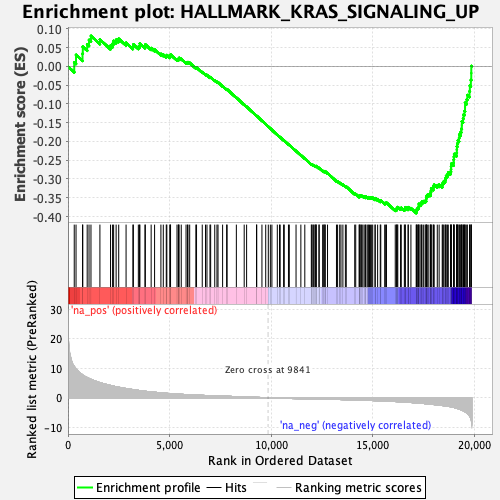 Enrichment plot: HALLMARK_KRAS_SIGNALING_UP
Enrichment score (ES)
0.10
0.05
0.00
-0.05
-0.10
-0.15
-0.20
-0.25
-0.30
-0.35
-0.40
'na_pos' (positively correlated)
Ranked list metric (PreRanked)
30
20
10
0
-10
Zero cross at 9841
'na_neg' (negatively correlated)
0
5,000
10,000
15,000
20,000
Rank in Ordered Dataset
Enrichment profile
Hits
Ranking metric scores